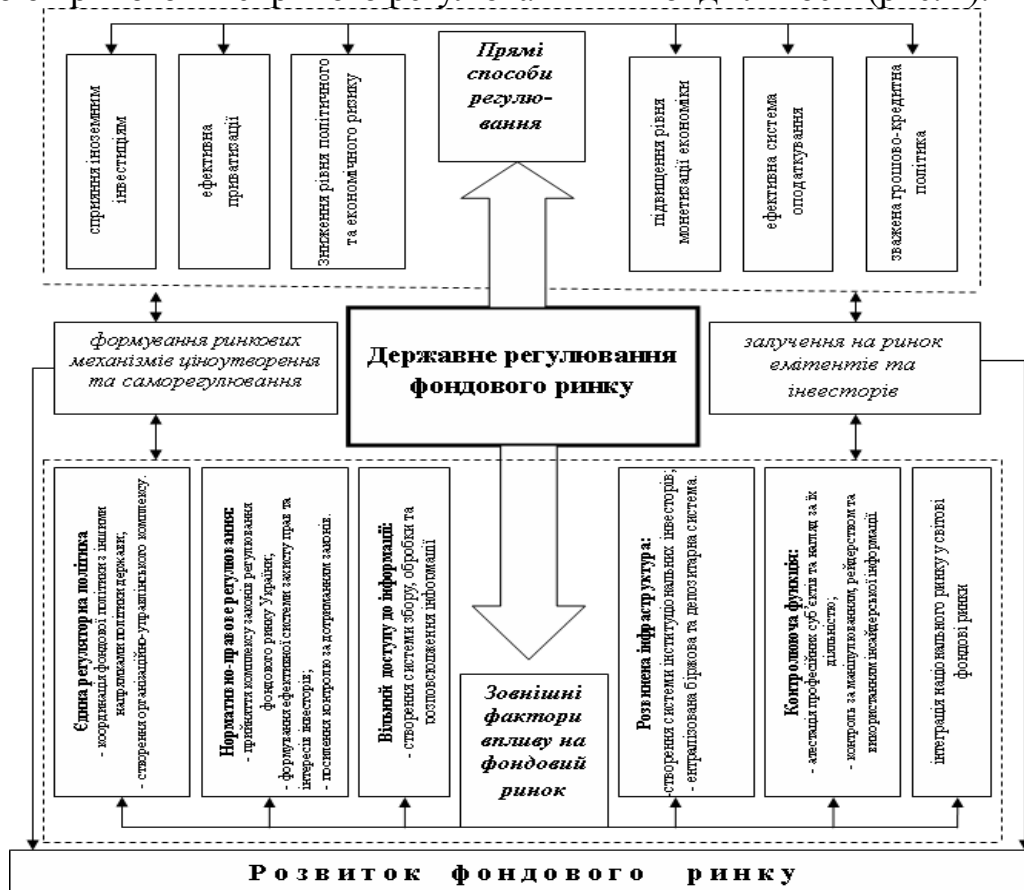 Прямі
способи
регулю-
вання
сприяння іноземним
інвестиціям
ефективна
приватизації
Зниження рівня політичного
та економічного ризику
підвищення рівня
монетизації економіки
ефективна система
оподаткування
зважена грошово-кредитна
політика
формування ринкових
механізмів ціноутворення
та саморегулювання
Державне регулювання
фондового ринку
залучення на ринок
емітентів та
інвесторів
Єдина регуляторна політика
- координація фондової політики з іншими
напрямками політики держави;
- створення організаційно-управлінського комплексу.
Нормативно-правове регулювання:
- прийняття комплексу законів регулювання
фондового ринку України;
- формування ефективної системи захисту прав та
інтересів інвесторів;
- посилення контролю за дотриманням законів.
Вільний доступу до інформації:
- створення системи збору, обробки та
розповсюдження інформації
Зовнішні
фактори
впливу на
фондовий
ринок
Розвинена інфраструктура:
-створення системи інституціональних інвесторів;
- ентралізована біржова та депозитарна система.
Контролююча функція:
- атестація професійних суб'єктів та нагляд за їх
діяльністю;
- контроль за маніпулюванням, рейдерством та
використанням інсайдерської інформації.
інтеграція національного ринку у світові
фондові ринки
Розвиток фондового ринку